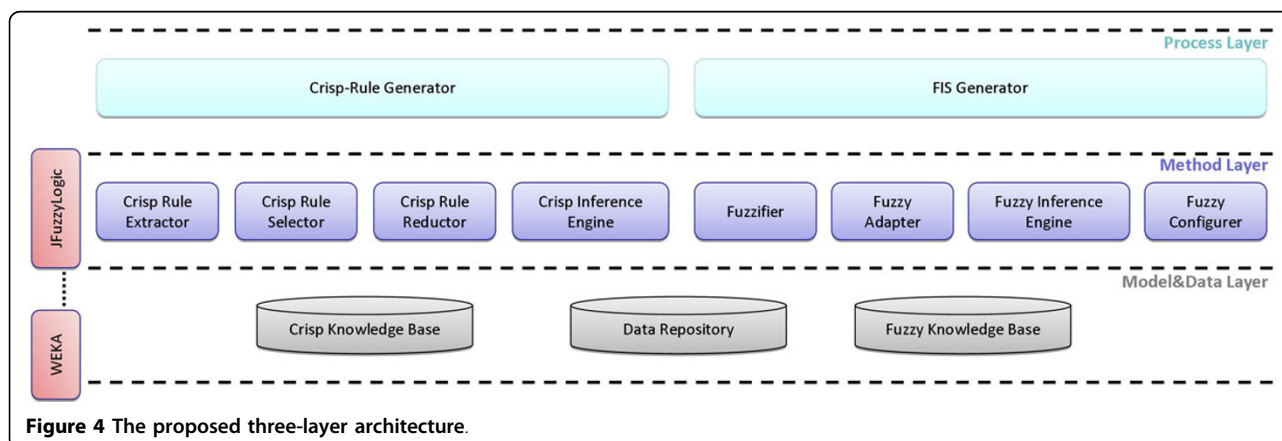 Process Layer
Crisp-Rule Generator
FIS Generator
JFuzzyLogic
Method Layer
Crisp Rule
Extractor
Crisp Rule
Selector
Crisp Rule
Reductor
Crisp Inference
Engine
Fuzzifier
Fuzzy
Adapter
Fuzzy Inference
Engine
Fuzzy
Configurer
Model&Data Layer
WEKA
Crisp Knowledge Base
Data Repository
Fuzzy Knowledge Base
Figure 4 The proposed three-layer architecture.